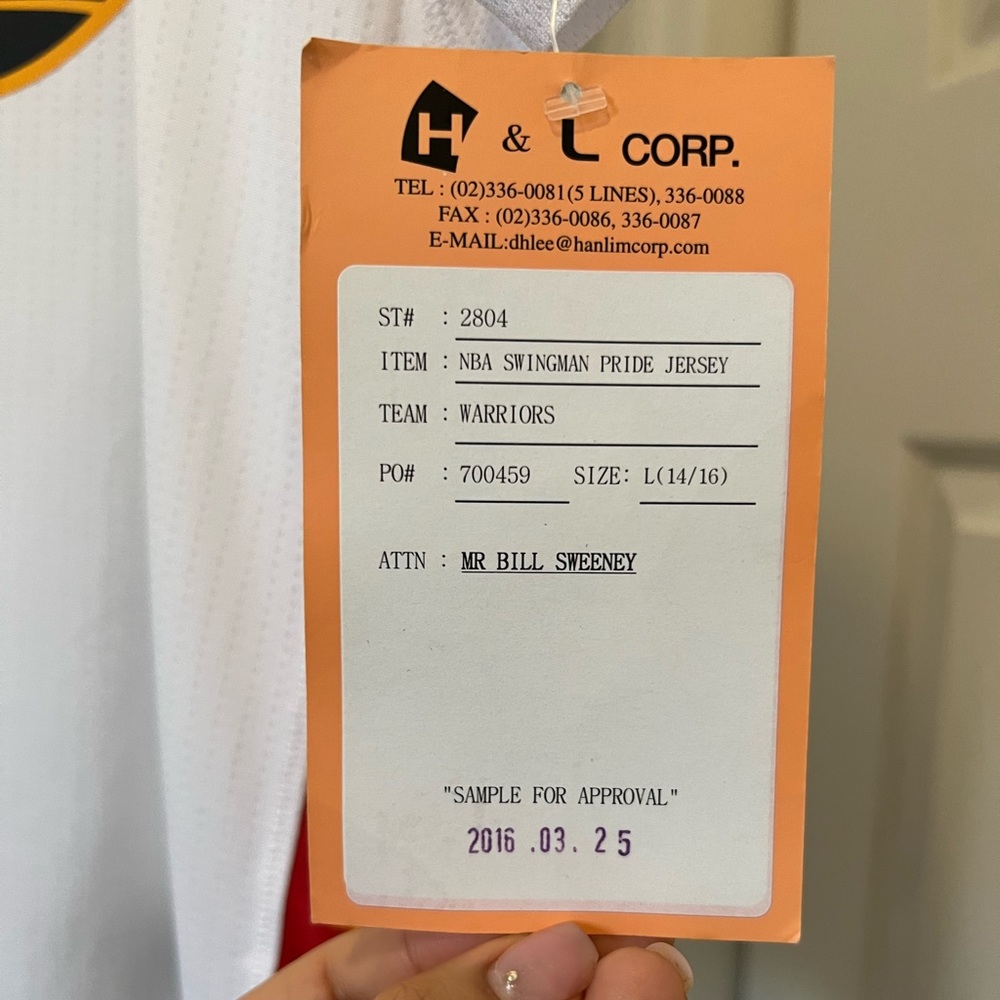 H & L CORP.
TEL : (02)336-0081(5 LINES), 336-0088
FAX : (02)336-0086, 336-0087
E-MAIL:dhlee@hanlimcorp.com
ST# : 2804
ITEM : NBA SWINGMAN PRIDE JERSEY
TEAM : WARRIORS
PO# : 700459 SIZE: L(14/16)
ATTN : MR BILL SWEENEY
"SAMPLE FOR APPROVAL"
2016 .03. 25